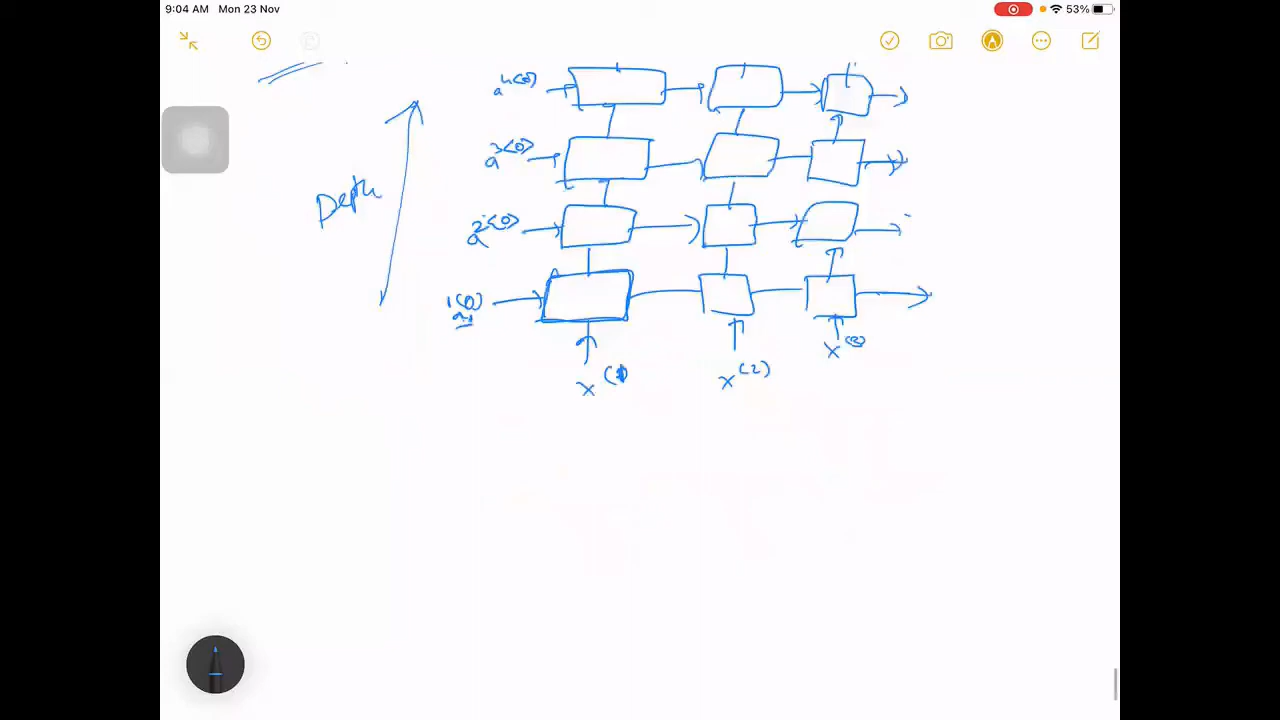 9:04 AM Mon 23 Nov 53%
a 4(0)
a 3(0)
Depth
a 2(0)
1(0)
a
x (1)
x (2)
x (3)